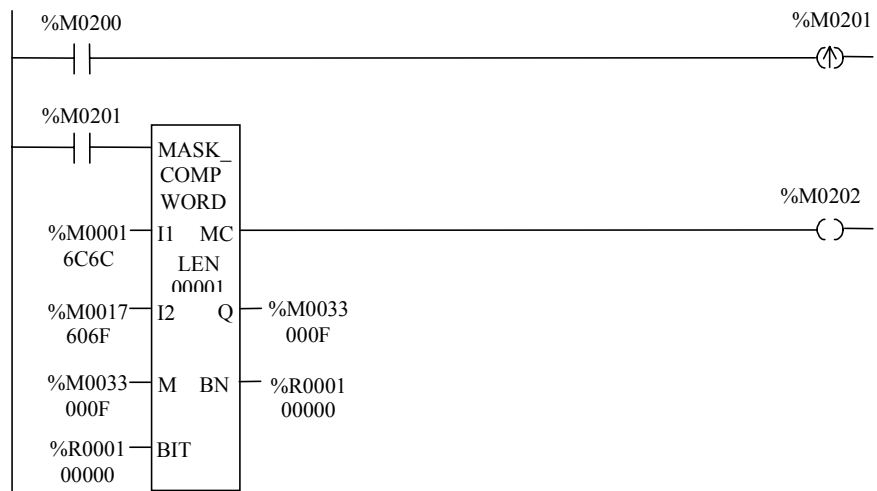 %M0200 %M0201
%M0201
MASK_
COMP
WORD
%M0202
%M0001 I1 MC
6C6C LEN
00001
%M0017 I2 Q %M0033
606F 000F
%M0033 M BN %R0001
000F 00000
%R0001 BIT
00000